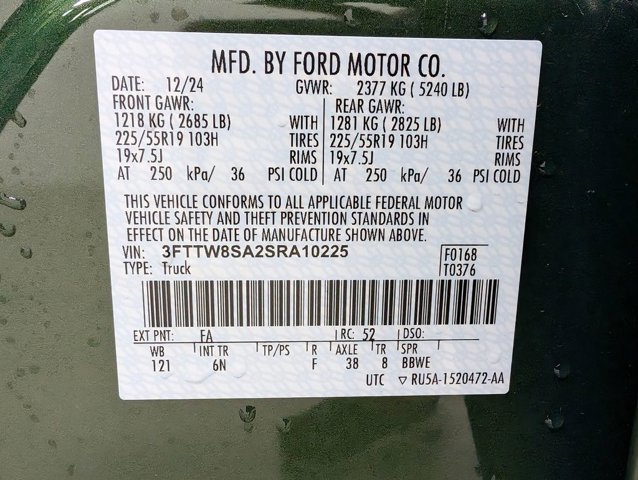 MFD. BY FORD MOTOR CO.
DATE: 12/24 GVWR: 2377 KG ( 5240 LB)
FRONT GAWR: REAR GAWR:
1218 KG ( 2685 LB) WITH 1281 KG ( 2825 LB) WITH
225/55R19 103H TIRES 225/55R19 103H TIRES
19x7.5J RIMS 19x7.5J RIMS
AT 250 kPa/ 36 PSI COLD AT 250 kPa/ 36 PSI COLD
THIS VEHICLE CONFORMS TO ALL APPLICABLE FEDERAL MOTOR
VEHICLE SAFETY AND THEFT PREVENTION STANDARDS IN
EFFECT ON THE DATE OF MANUFACTURE SHOWN ABOVE.
VIN: 3FTTW8SA2SRA10225 F0168
TYPE: Truck T0376
EXT PNT: FA RC: 52 DSO:
WB INT TR TP/PS R AXLE TR SPR
121 6N F 38 8 BBWE
UTC ▽ RU5A-1520472-AA